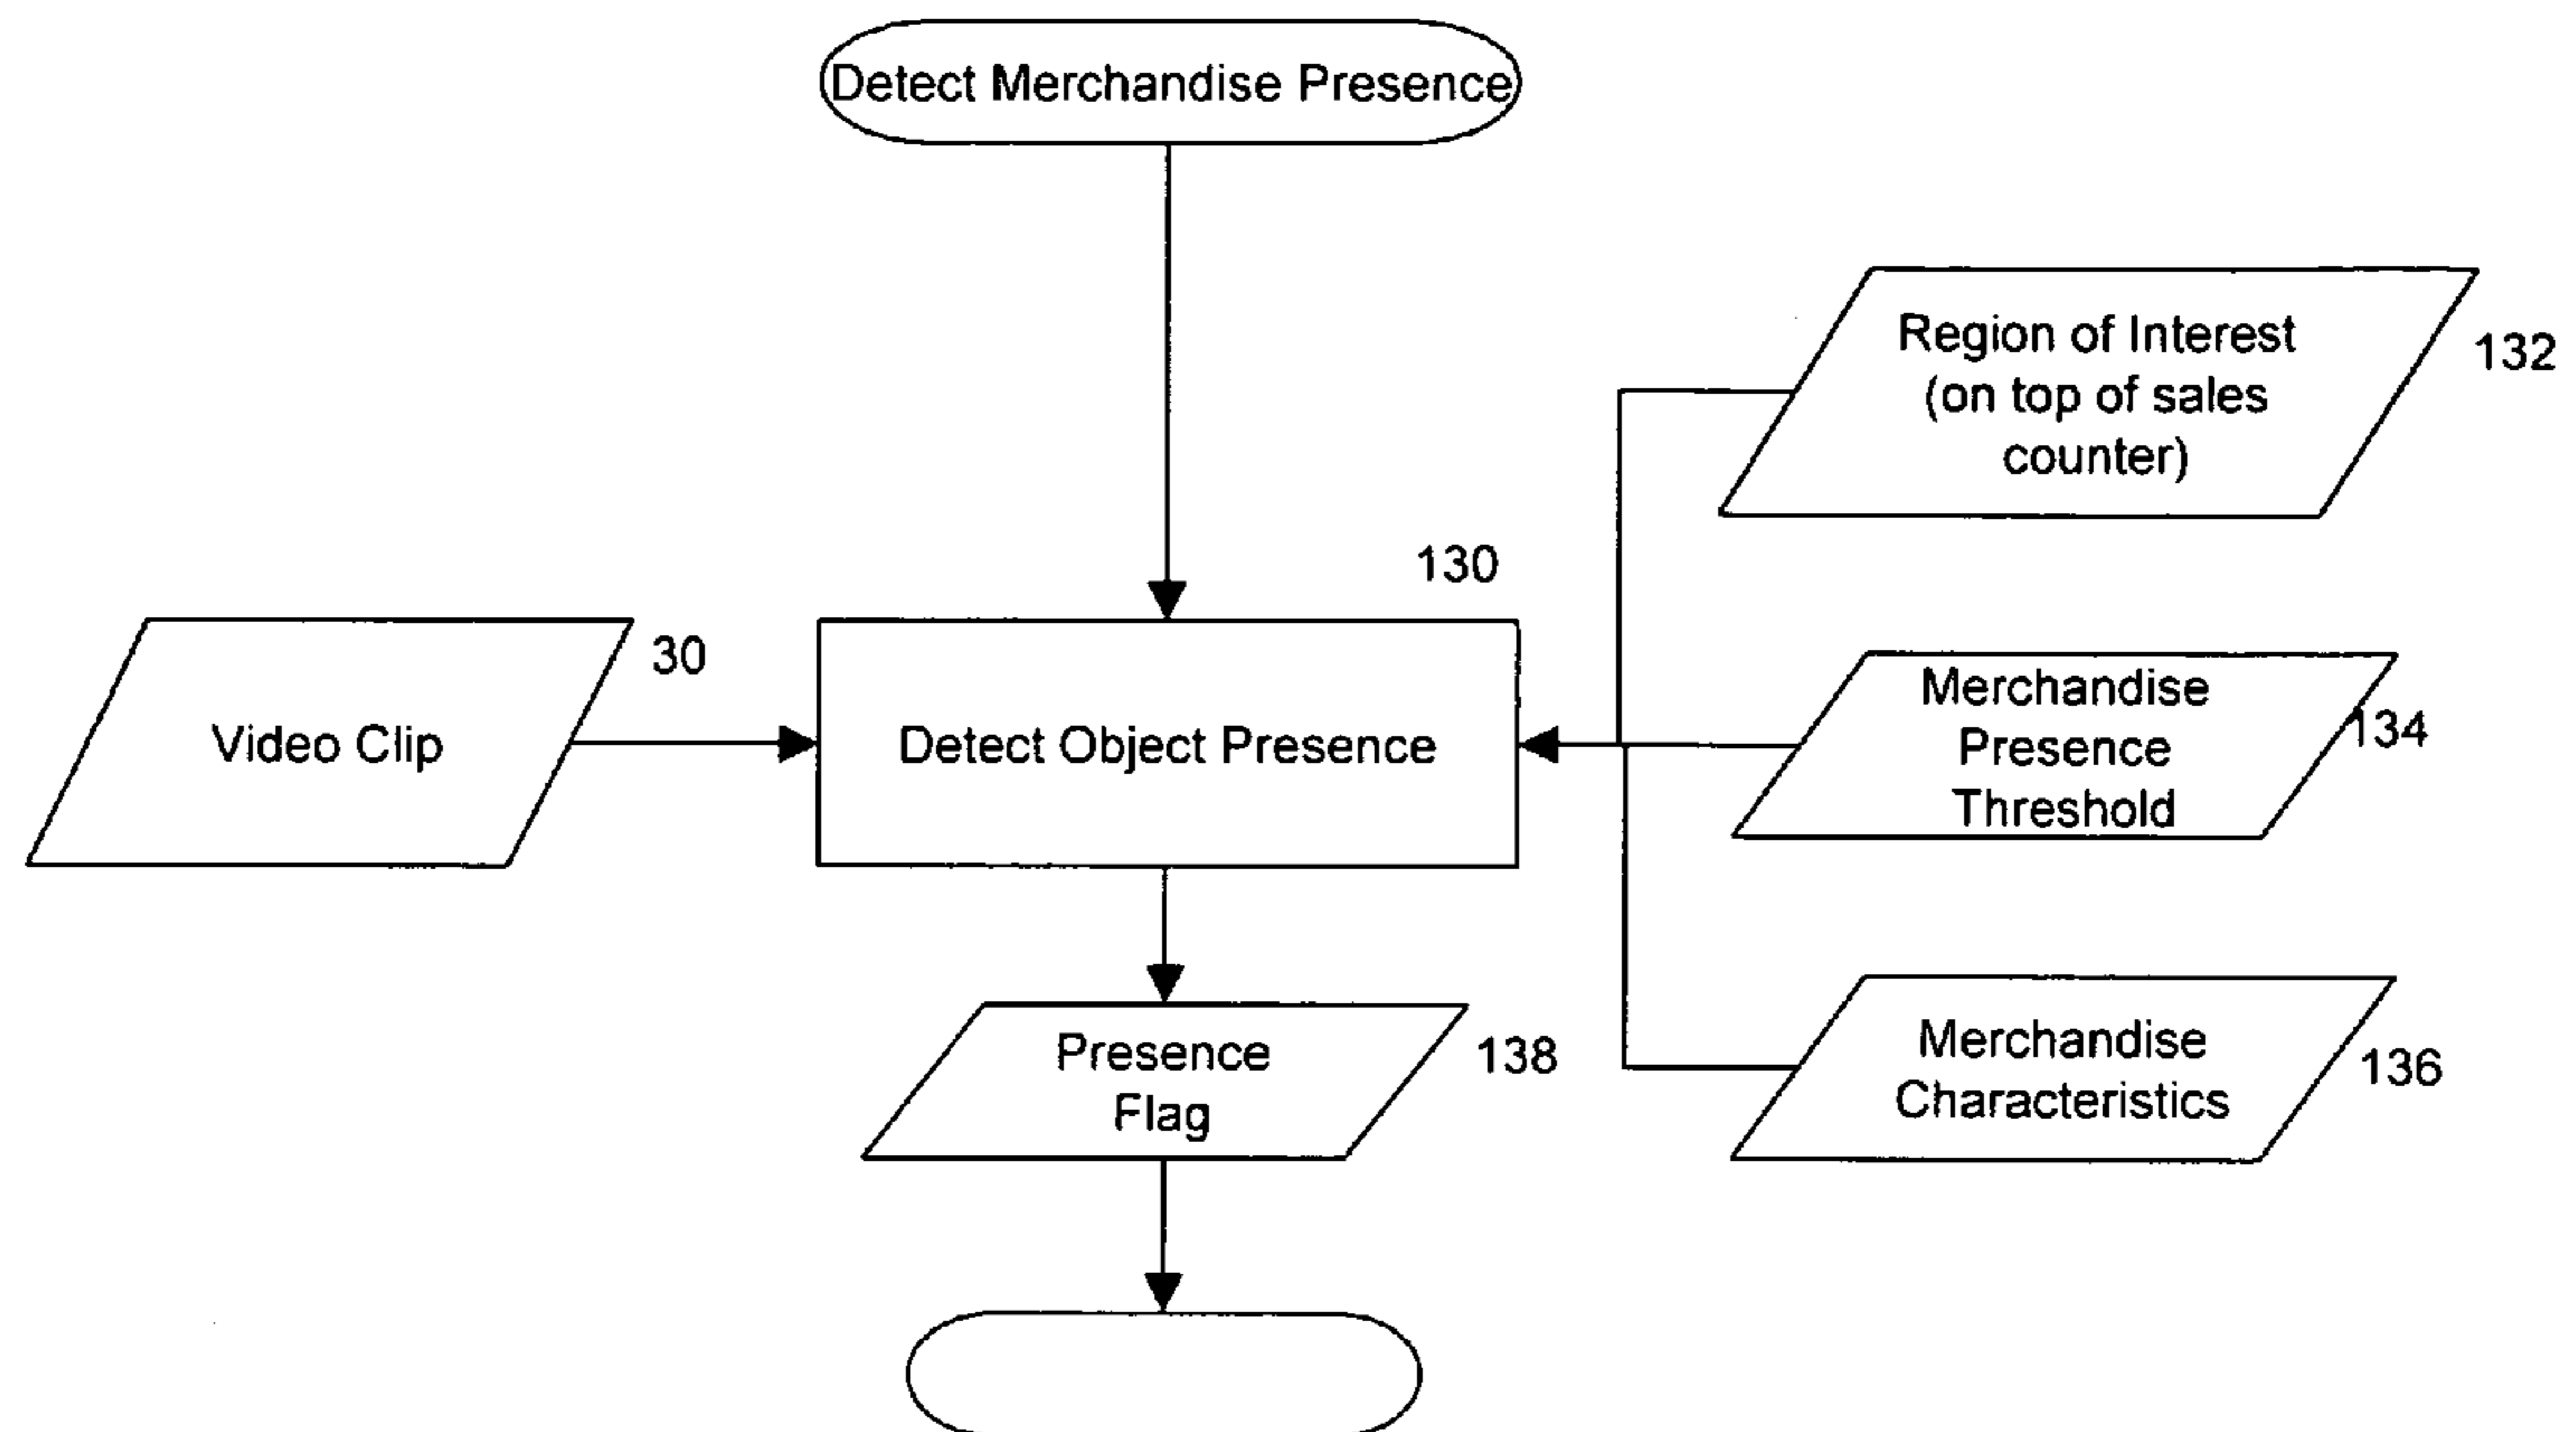 Detect Merchandise Presence
Region of Interest
(on top of sales
counter)
132
130
Video Clip
30
Detect Object Presence
Merchandise
Presence
Threshold
134
Presence
Flag
138
Merchandise
Characteristics
136